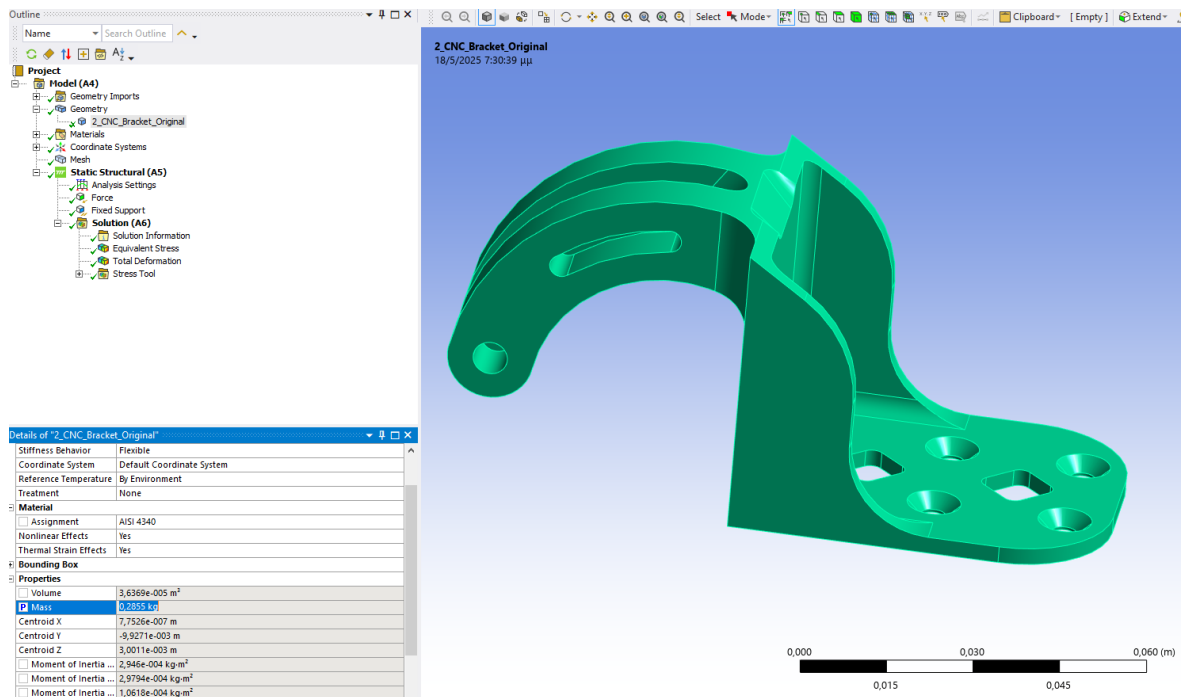 Outline
Name
Search Outline
Project
Model (A4)
Geometry Imports
Geometry
2_CNC_Bracket_Original
Materials
Coordinate Systems
Mesh
Static Structural (A5)
Analysis Settings
Force
Fixed Support
Solution (A6)
Solution Information
Equivalent Stress
Total Deformation
Stress Tool
Details of "2_CNC_Bracket_Original"
Stiffness Behavior Flexible
Coordinate System Default Coordinate System
Reference Temperature By Environment
Treatment None
Material
Assignment AISI 4340
Nonlinear Effects Yes
Thermal Strain Effects Yes
Bounding Box
Properties
Volume 3,6369e-005 m³
P Mass 0,2855 kg
Centroid X 7,7526e-007 m
Centroid Y -9,9271e-003 m
Centroid Z 3,0011e-003 m
Moment of Inertia ... 2,946e-004 kg·m²
Moment of Inertia ... 2,9794e-004 kg·m²
Moment of Inertia ... 1,0618e-004 kg·m²
Select Mode Clipboard [ Empty ] Extend
2_CNC_Bracket_Original
18/5/2025 7:30:39 μμ
0,000 0,030 0,060 (m)
0,015 0,045